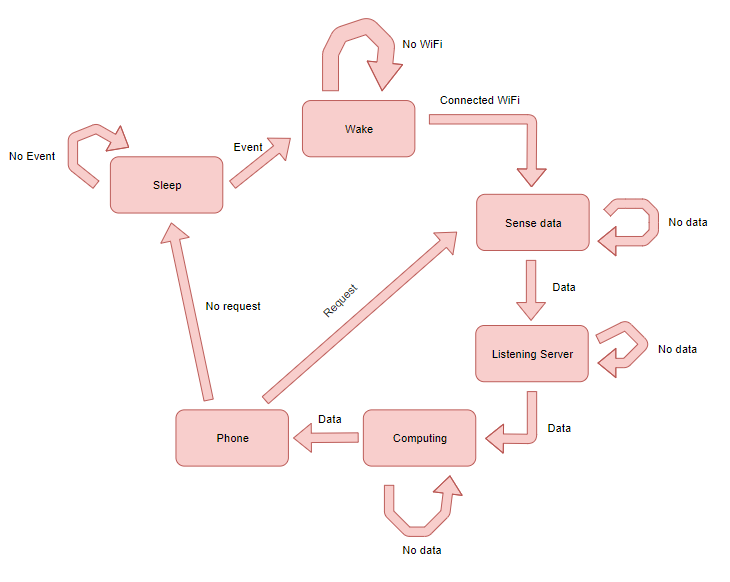 No WiFi
Connected WiFi
Wake
Event
No Event
Sleep
Sense data
No data
Data
Request
No request
Listening Server
No data
Data
Data
Phone
Computing
No data